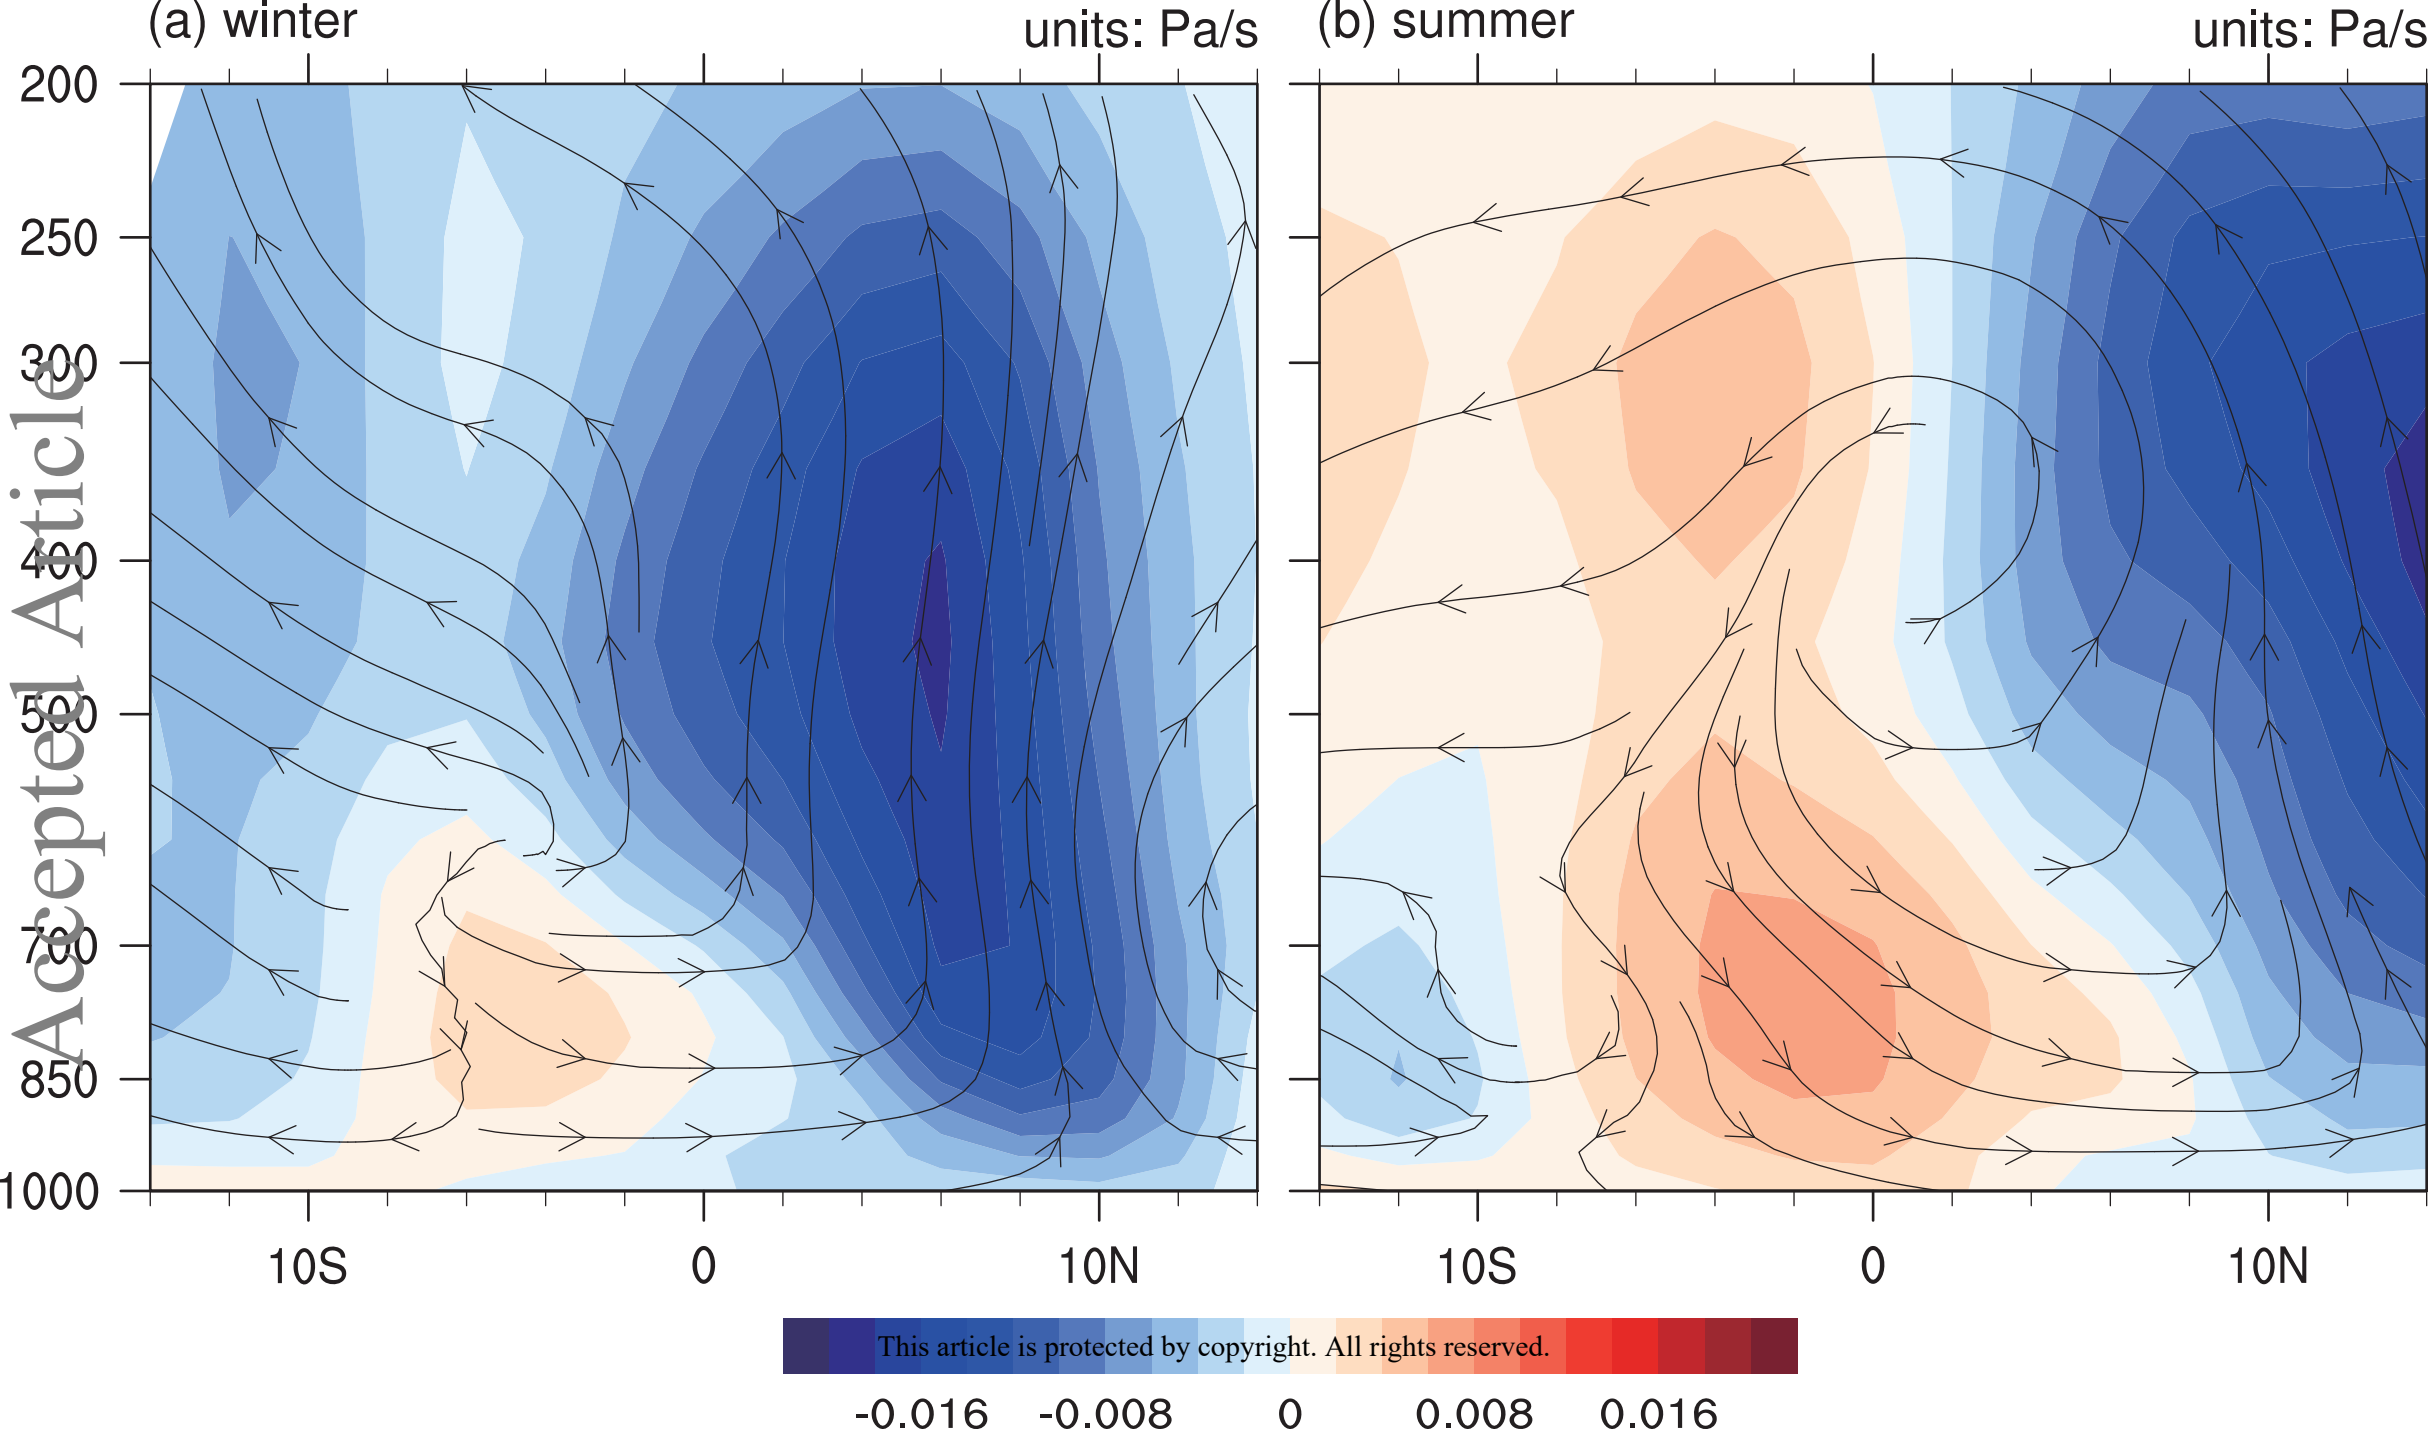 (a) winter
units: Pa/s
(b) summer
units: Pa/s
200
250
300
400
500
700
850
1000
Accepted Article
10S
0
10N
10S
0
10N
This article is protected by copyright. All rights reserved.
-0.016
-0.008
0
0.008
0.016